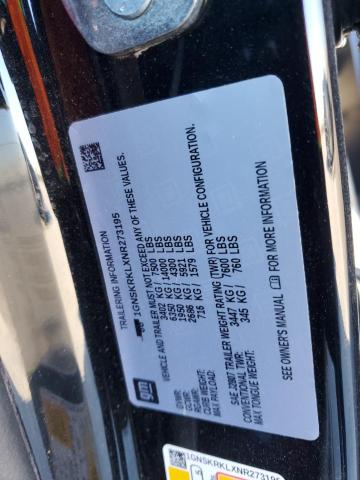 TRAILERING INFORMATION
1GNSKRKLXNR273195
VEHICLE AND TRAILER MUST NOT EXCEED ANY OF THESE VALUES.
GVWR: 3402 KG / 7500 LBS
GCWR: 6350 KG / 14000 LBS
1950 KG / 4300 LBS
CURB WEIGHT: 2686 KG / 5921 LBS
MAX PAYLOAD: 716 KG / 1579 LBS
SAE J2807 TRAILER WEIGHT RATING (TWR) FOR VEHICLE CONFIGURATION.
CONVENTIONAL TWR: 3447 KG / 7600 LBS
MAX TONGUE WEIGHT: 345 KG / 760 LBS
SEE OWNER'S MANUAL FOR MORE INFORMATION
gm
1GNSKRKLXNR273195